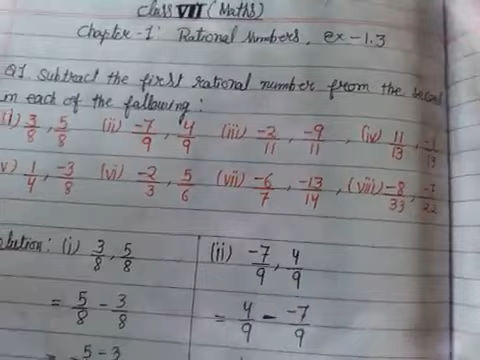 Class VIII (Maths)
Chapter-1: Rational Numbers, ex-1.3
Q1. Subtract the first rational number from the second
in each of the following:
(i) 3/8, 5/8 (ii) -7/9, 4/9 (iii) -2/11, -9/11 (iv) 11/13,
(v) 1/4, -3/8 (vi) -2/3, 5/6 (vii) -6/7, -13/14, (viii) -8/33, -7/22
(i) 3/8, 5/8 (ii) -7/9, 4/9
= 5/8 - 3/8 = 4/9 - -7/9
= 5-3